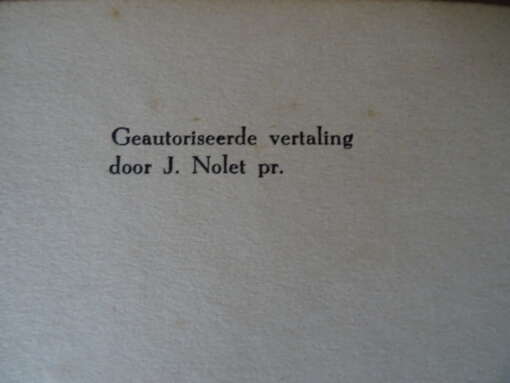 Geautoriseerde vertaling
door J. Nolet pr.